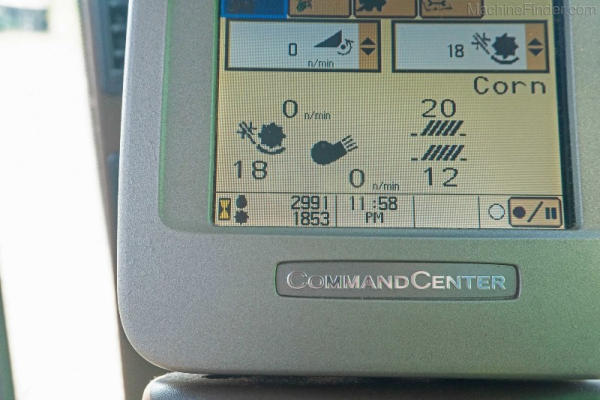 MachineFinder.com
0 n/min
18
Corn
0 n/min
20
18
0 n/min
12
2991
1853
11:58
PM
COMMANDCENTER